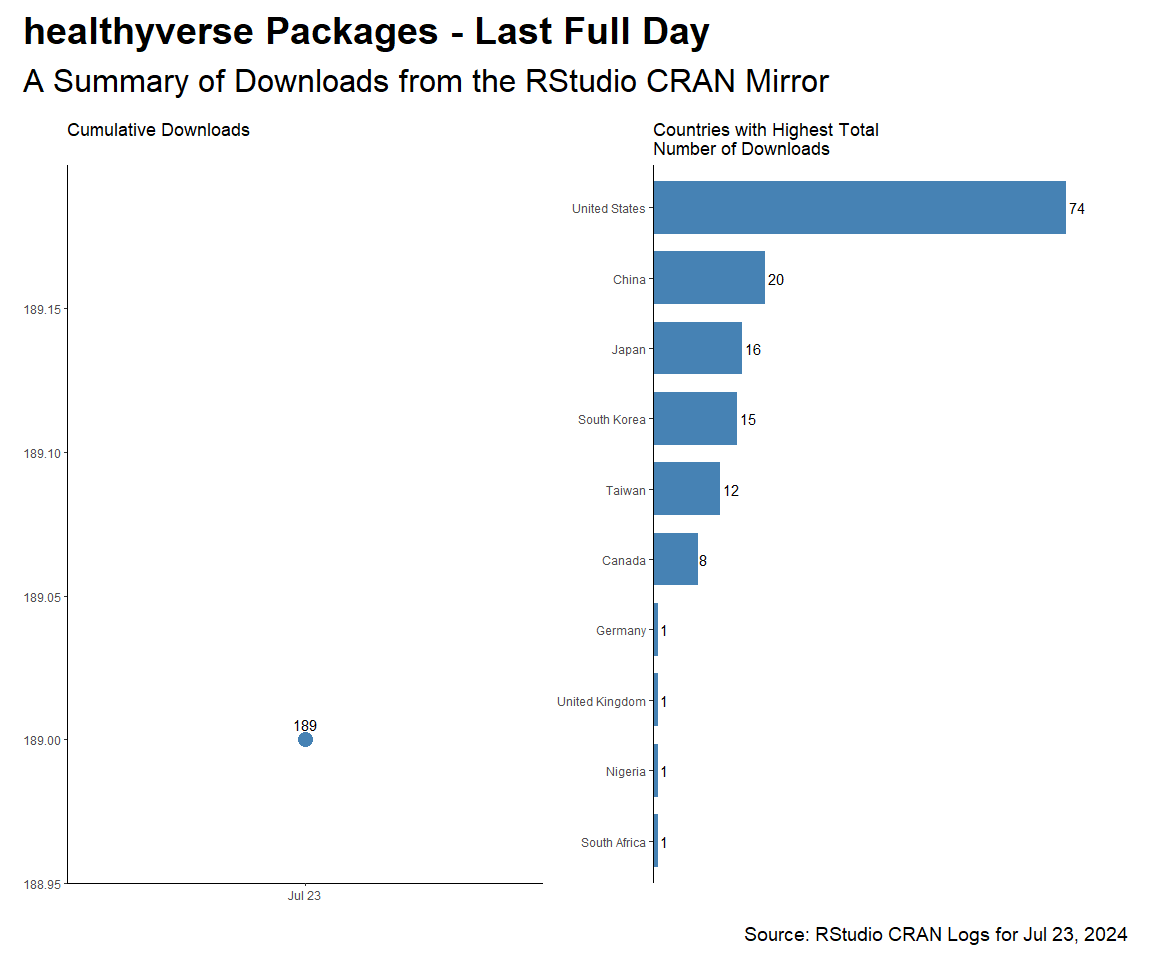 healthyverse Packages - Last Full Day
A Summary of Downloads from the RStudio CRAN Mirror
Cumulative Downloads
189.15
189.10
189.05
189.00
188.95
189
Jul 23
Countries with Highest Total
Number of Downloads
United States 74
China 20
Japan 16
South Korea 15
Taiwan 12
Canada 8
Germany 1
United Kingdom 1
Nigeria 1
South Africa 1
Source: RStudio CRAN Logs for Jul 23, 2024